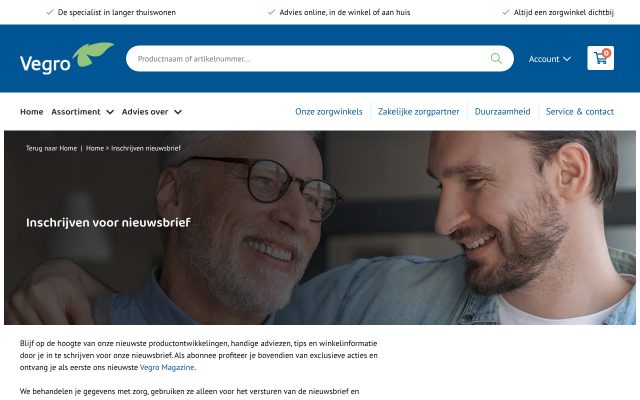 De specialist in langer thuiswonen
Advies online, in de winkel of aan huis
Altijd een zorgwinkel dichtbij
Vegro
Productnaam of artikelnummer...
Account
0
Home
Assortiment
Advies over
Onze zorgwinkels
Zakelijke zorgpartner
Duurzaamheid
Service & contact
Terug naar Home | Home > Inschrijven nieuwsbrief
Inschrijven voor nieuwsbrief
Blijf op de hoogte van onze nieuwste productontwikkelingen, handige adviezen, tips en winkelinformatie
door je in te schrijven voor onze nieuwsbrief. Als abonnee profiteer je bovendien van exclusieve acties en
ontvang je als eerste ons nieuwste Vegro Magazine.
We behandelen je gegevens met zorg, gebruiken ze alleen voor het versturen van de nieuwsbrief en